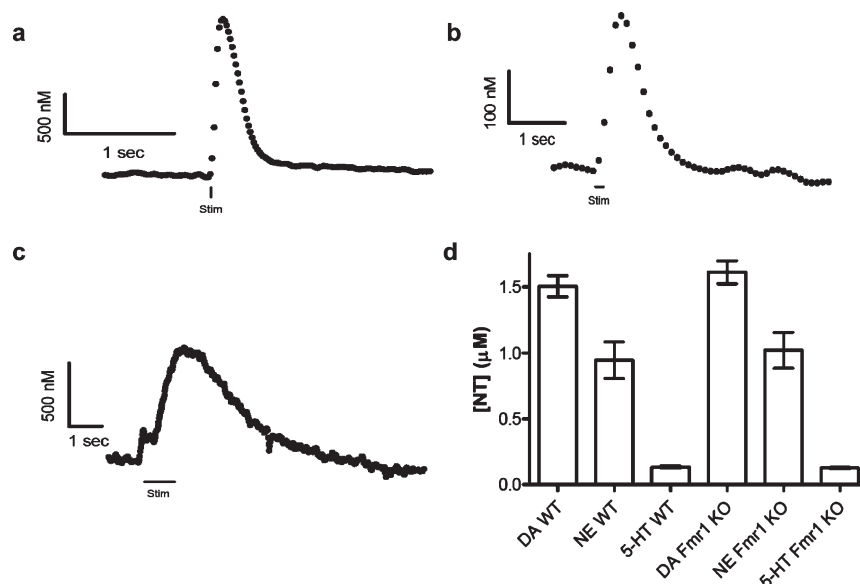 a
500 nM
1 sec
Stim
b
100 nM
1 sec
Stim
c
500 nM
1 sec
Stim
d
[NT] (μM)
1.5
1.0
0.5
0.0
DA WT
NE WT
5-HT WT
DA Fmr1 KO
NE Fmr1 KO
5-HT Fmr1 KO